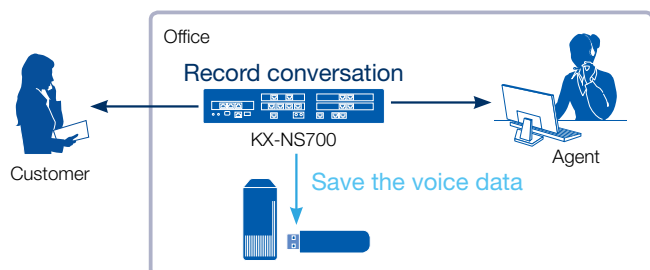 Office
Record conversation
KX-NS700
Customer
Agent
Save the voice data